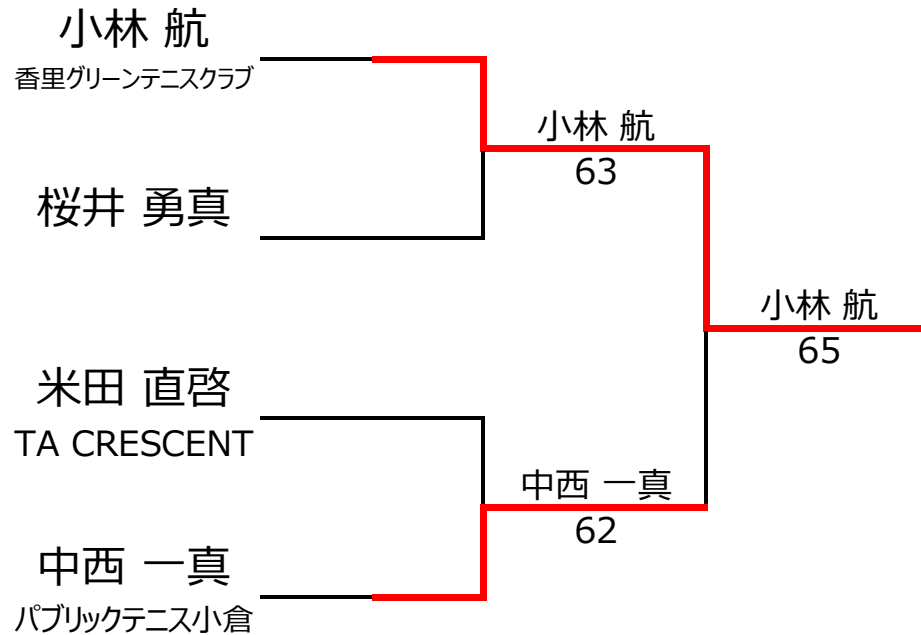 小林 航
香里グリーンテニスクラブ
桜井 勇真
米田 直啓
TA CRESCENT
中西 一真
パブリックテニス小倉
小林 航
63
中西 一真
62
小林 航
65